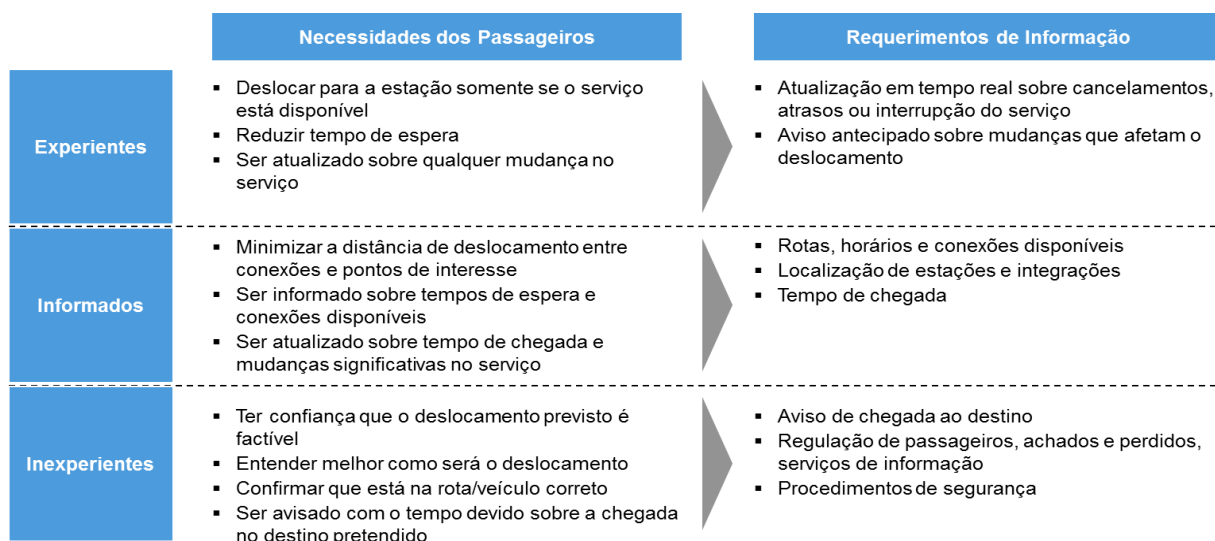 Necessidades dos Passageiros
Requerimentos de Informação
Experientes
▪ Deslocar para a estação somente se o serviço
está disponível
▪ Reduzir tempo de espera
▪ Ser atualizado sobre qualquer mudança no
serviço
▪ Atualização em tempo real sobre cancelamentos,
atrasos ou interrupção do serviço
▪ Aviso antecipado sobre mudanças que afetam o
deslocamento
Informados
▪ Minimizar a distância de deslocamento entre
conexões e pontos de interesse
▪ Ser informado sobre tempos de espera e
conexões disponíveis
▪ Ser atualizado sobre tempo de chegada e
mudanças significativas no serviço
▪ Rotas, horários e conexões disponíveis
▪ Localização de estações e integrações
▪ Tempo de chegada
Inexperientes
▪ Ter confiança que o deslocamento previsto é
factível
▪ Entender melhor como será o deslocamento
▪ Confirmar que está na rota/veículo correto
▪ Ser avisado com o tempo devido sobre a chegada
no destino pretendido
▪ Aviso de chegada ao destino
▪ Regulação de passageiros, achados e perdidos,
serviços de informação
▪ Procedimentos de segurança